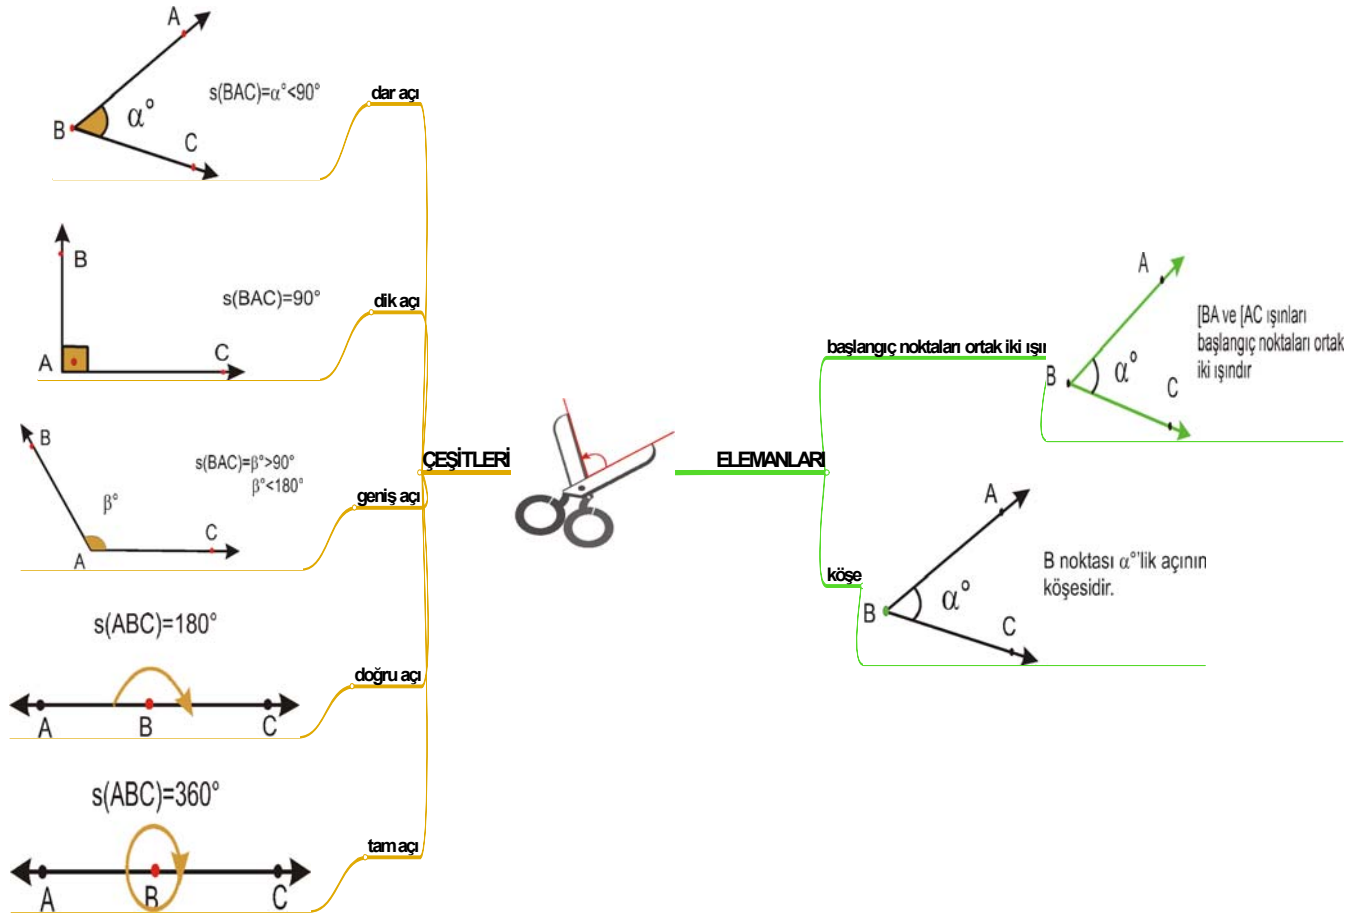 A
s(BAC)=α°<90°
dar açı
α°
B
C
B
s(BAC)=90°
dik açı
A
C
B
s(BAC)=β°>90°
β°<180°
β°
geniş açı
C
A
s(ABC)=180°
doğru açı
A
B
C
s(ABC)=360°
tam açı
A
B
C
ÇEŞİTLERİ
ELEMANLARI
başlangıç noktaları ortak iki ışıı
A
[BA ve [AC ışınları
başlangıç noktaları ortak
iki ışındır
α°
B
C
köşe
A
B noktası α°'lik açının
köşesidir.
α°
B
C